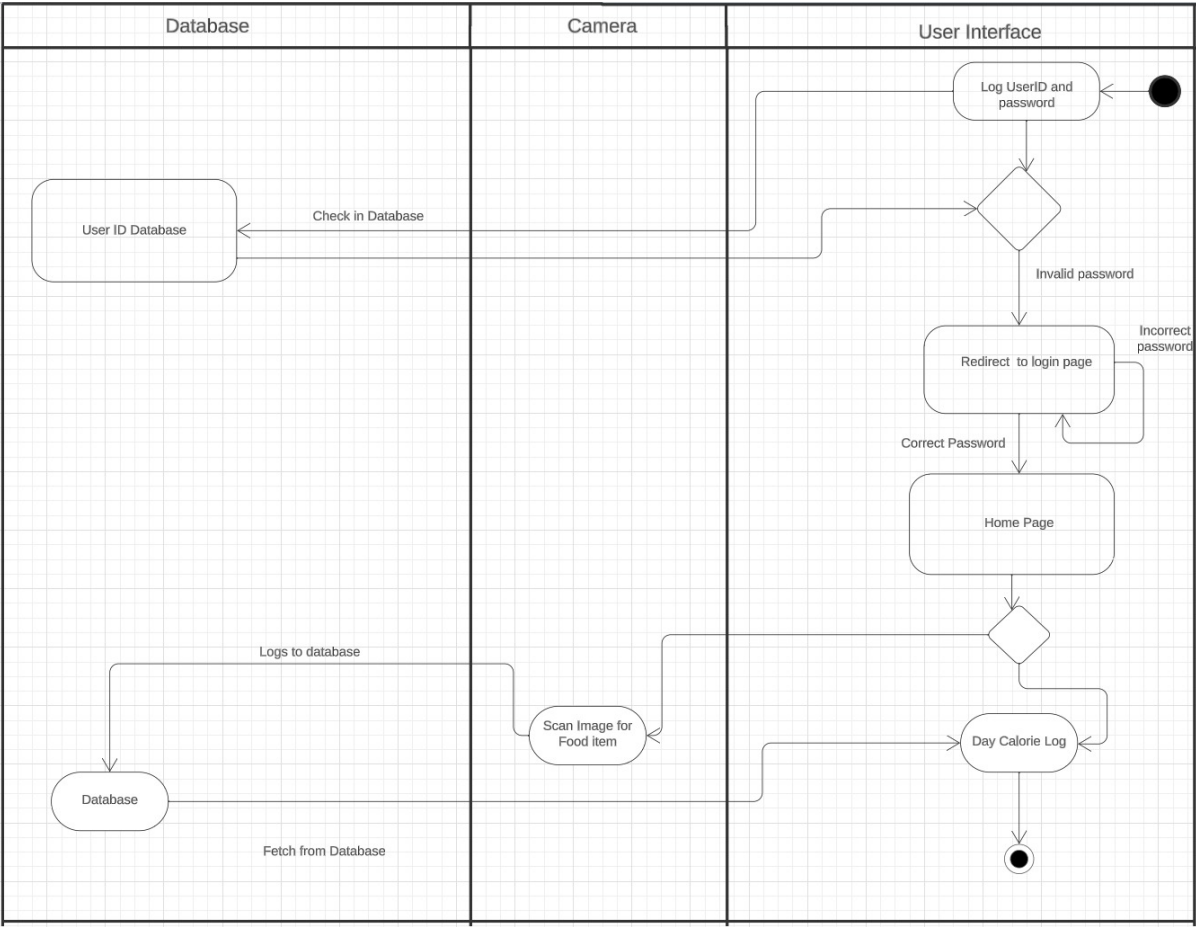 Database
Camera
User Interface
Log UserID and
password
Check in Database
User ID Database
Invalid password
Incorrect
password
Redirect to login page
Correct Password
Home Page
Logs to database
Scan Image for
Food item
Day Calorie Log
Database
Fetch from Database